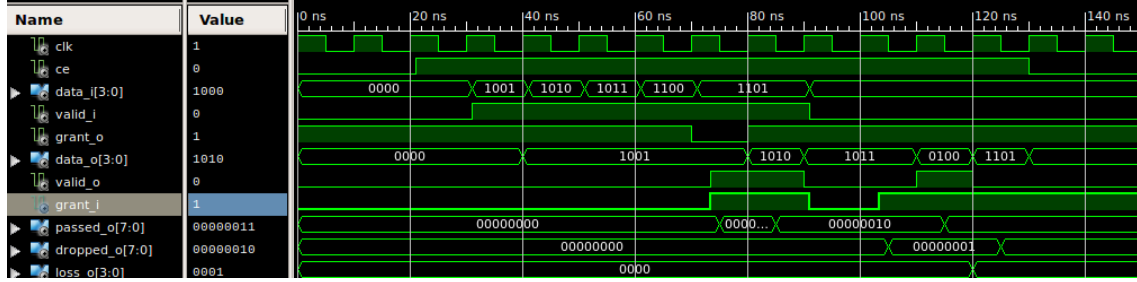 Name Value 0 ns 20 ns 40 ns 60 ns 80 ns 100 ns 120 ns 140 ns
clk 1
ce 0
data_i[3:0] 1000 0000 1001 1010 1011 1100 1101
valid_i 0
grant_o 1
data_o[3:0] 1010 0000 1001 1010 1011 0100 1101
valid_o 0
grant_i 1
passed_o[7:0] 00000011 00000000 0000... 00000010
dropped_o[7:0] 00000010 00000000 00000001
loss_o[3:0] 0001 0000